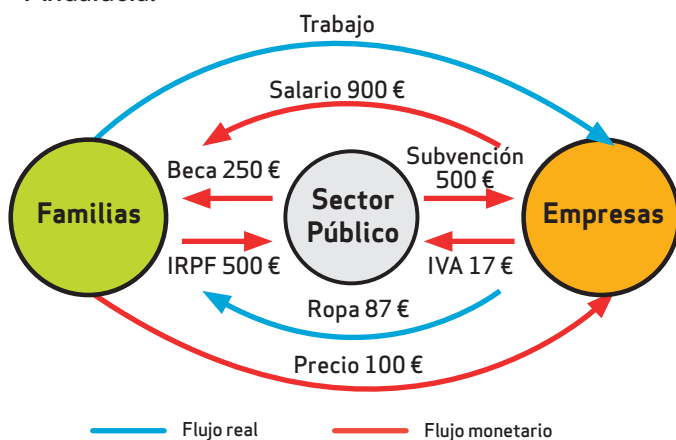 Trabajo
Salario 900 €
Beca 250 €
Subvención
500 €
Familias
Sector
Público
Empresas
IRPF 500 €
IVA 17 €
Ropa 87 €
Precio 100 €
Flujo real
Flujo monetario